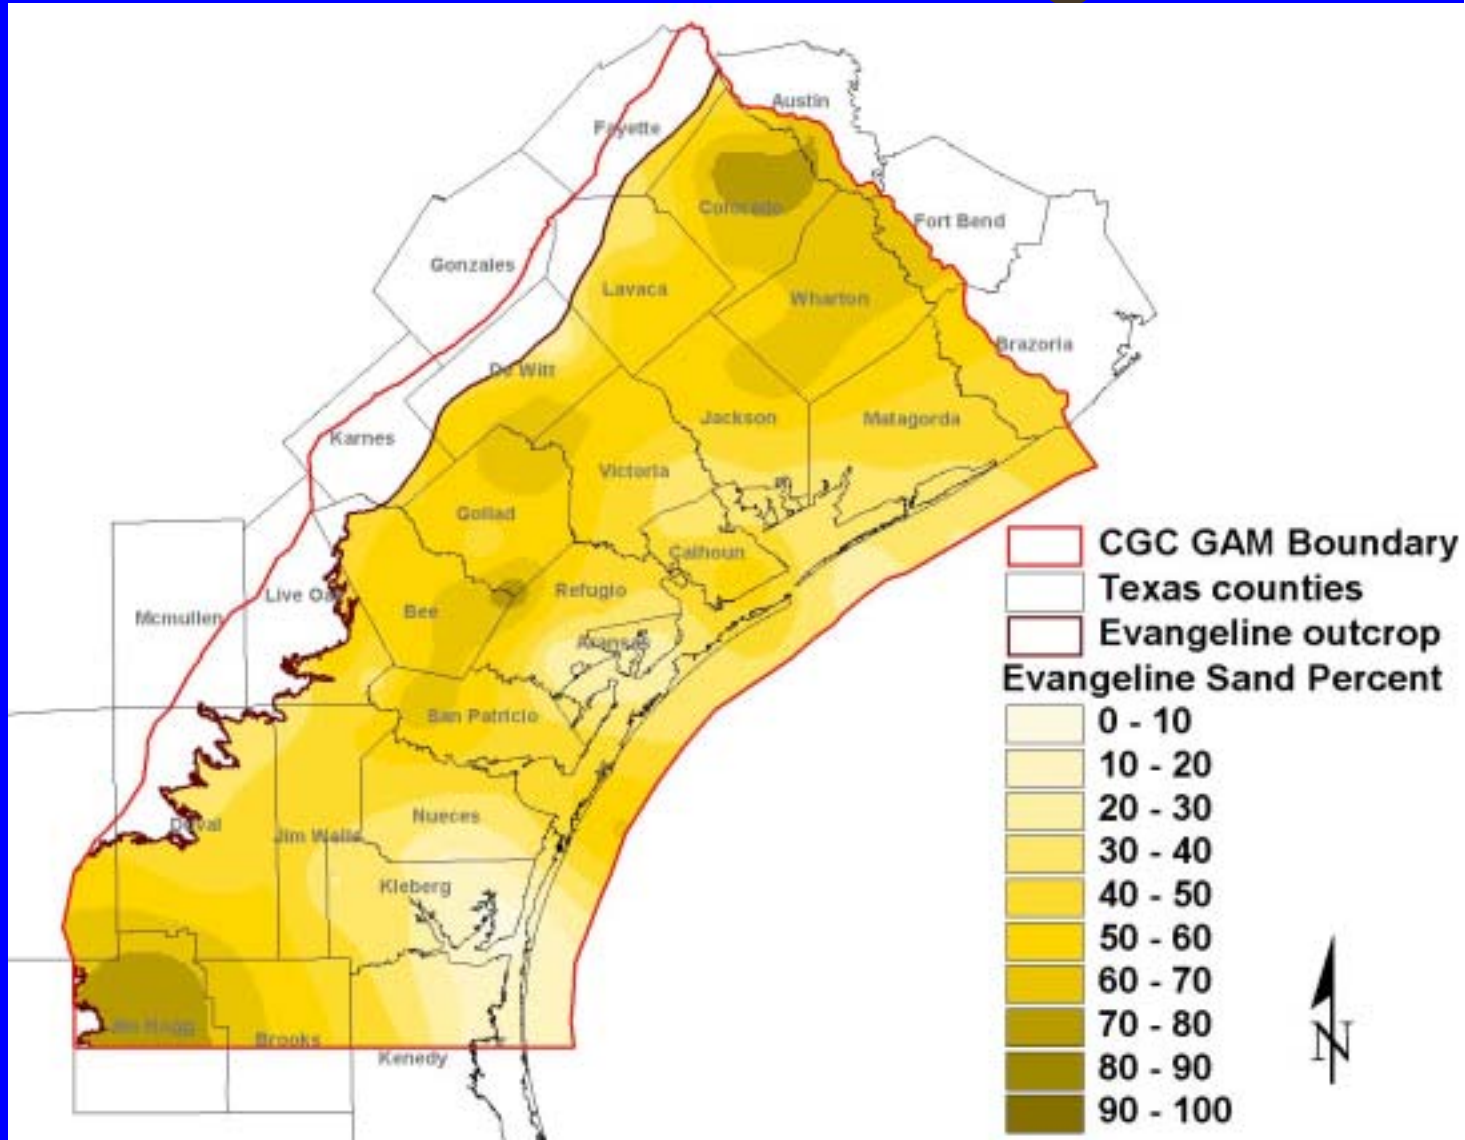 Austin
Fayette
Colorado
Fort Bend
Gonzales
Lavaca
Wharton
Brazoria
De Witt
Jackson
Matagorda
Karnes
Victoria
Goliad
Calhoun
Live Oak
Refugio
Bee
Mcmullen
Aransas
San Patricio
Nueces
Duval
Jim Wells
Kleberg
Jim Hogg
Brooks
Kenedy
CGC GAM Boundary
Texas counties
Evangeline outcrop
Evangeline Sand Percent
0 - 10
10 - 20
20 - 30
30 - 40
40 - 50
50 - 60
60 - 70
70 - 80
80 - 90
90 - 100
N